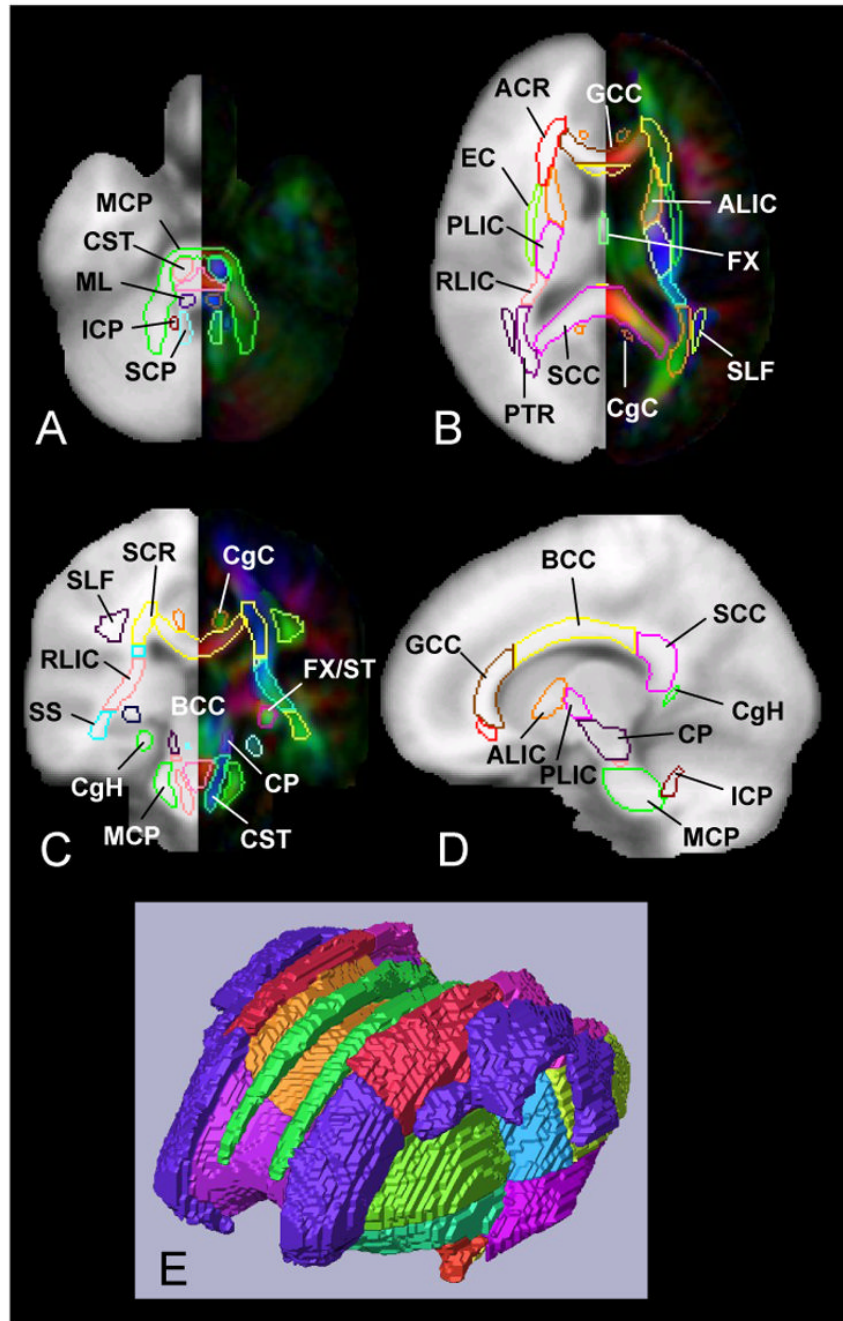 MCP
CST
ML
ICP
SCP
A
ACR
GCC
EC
PLIC
ALIC
FX
RLIC
SCC
SLF
PTR
CgC
B
SCR
CgC
SLF
RLIC
FX/ST
BCC
SS
CgH
CP
MCP
CST
C
BCC
SCC
GCC
CgH
ALIC
CP
PLIC
ICP
MCP
D
E